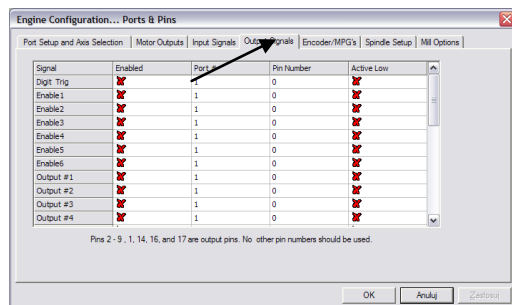 Engine Configuration... Ports & Pins
Port Setup and Axis Selection Motor Outputs Input Signals Output Signals Encoder/MPG's Spindle Setup Mill Options
Signal Enabled Port # Pin Number Active Low
Digit Trig 1 0
Enable1 1 0
Enable2 1 0
Enable3 1 0
Enable4 1 0
Enable5 1 0
Enable6 1 0
Output #1 1 0
Output #2 1 0
Output #3 1 0
Output #4 1 0
Pins 2 - 9 , 1, 14, 16, and 17 are output pins. No other pin numbers should be used.
OK Anuluj Zastosuj